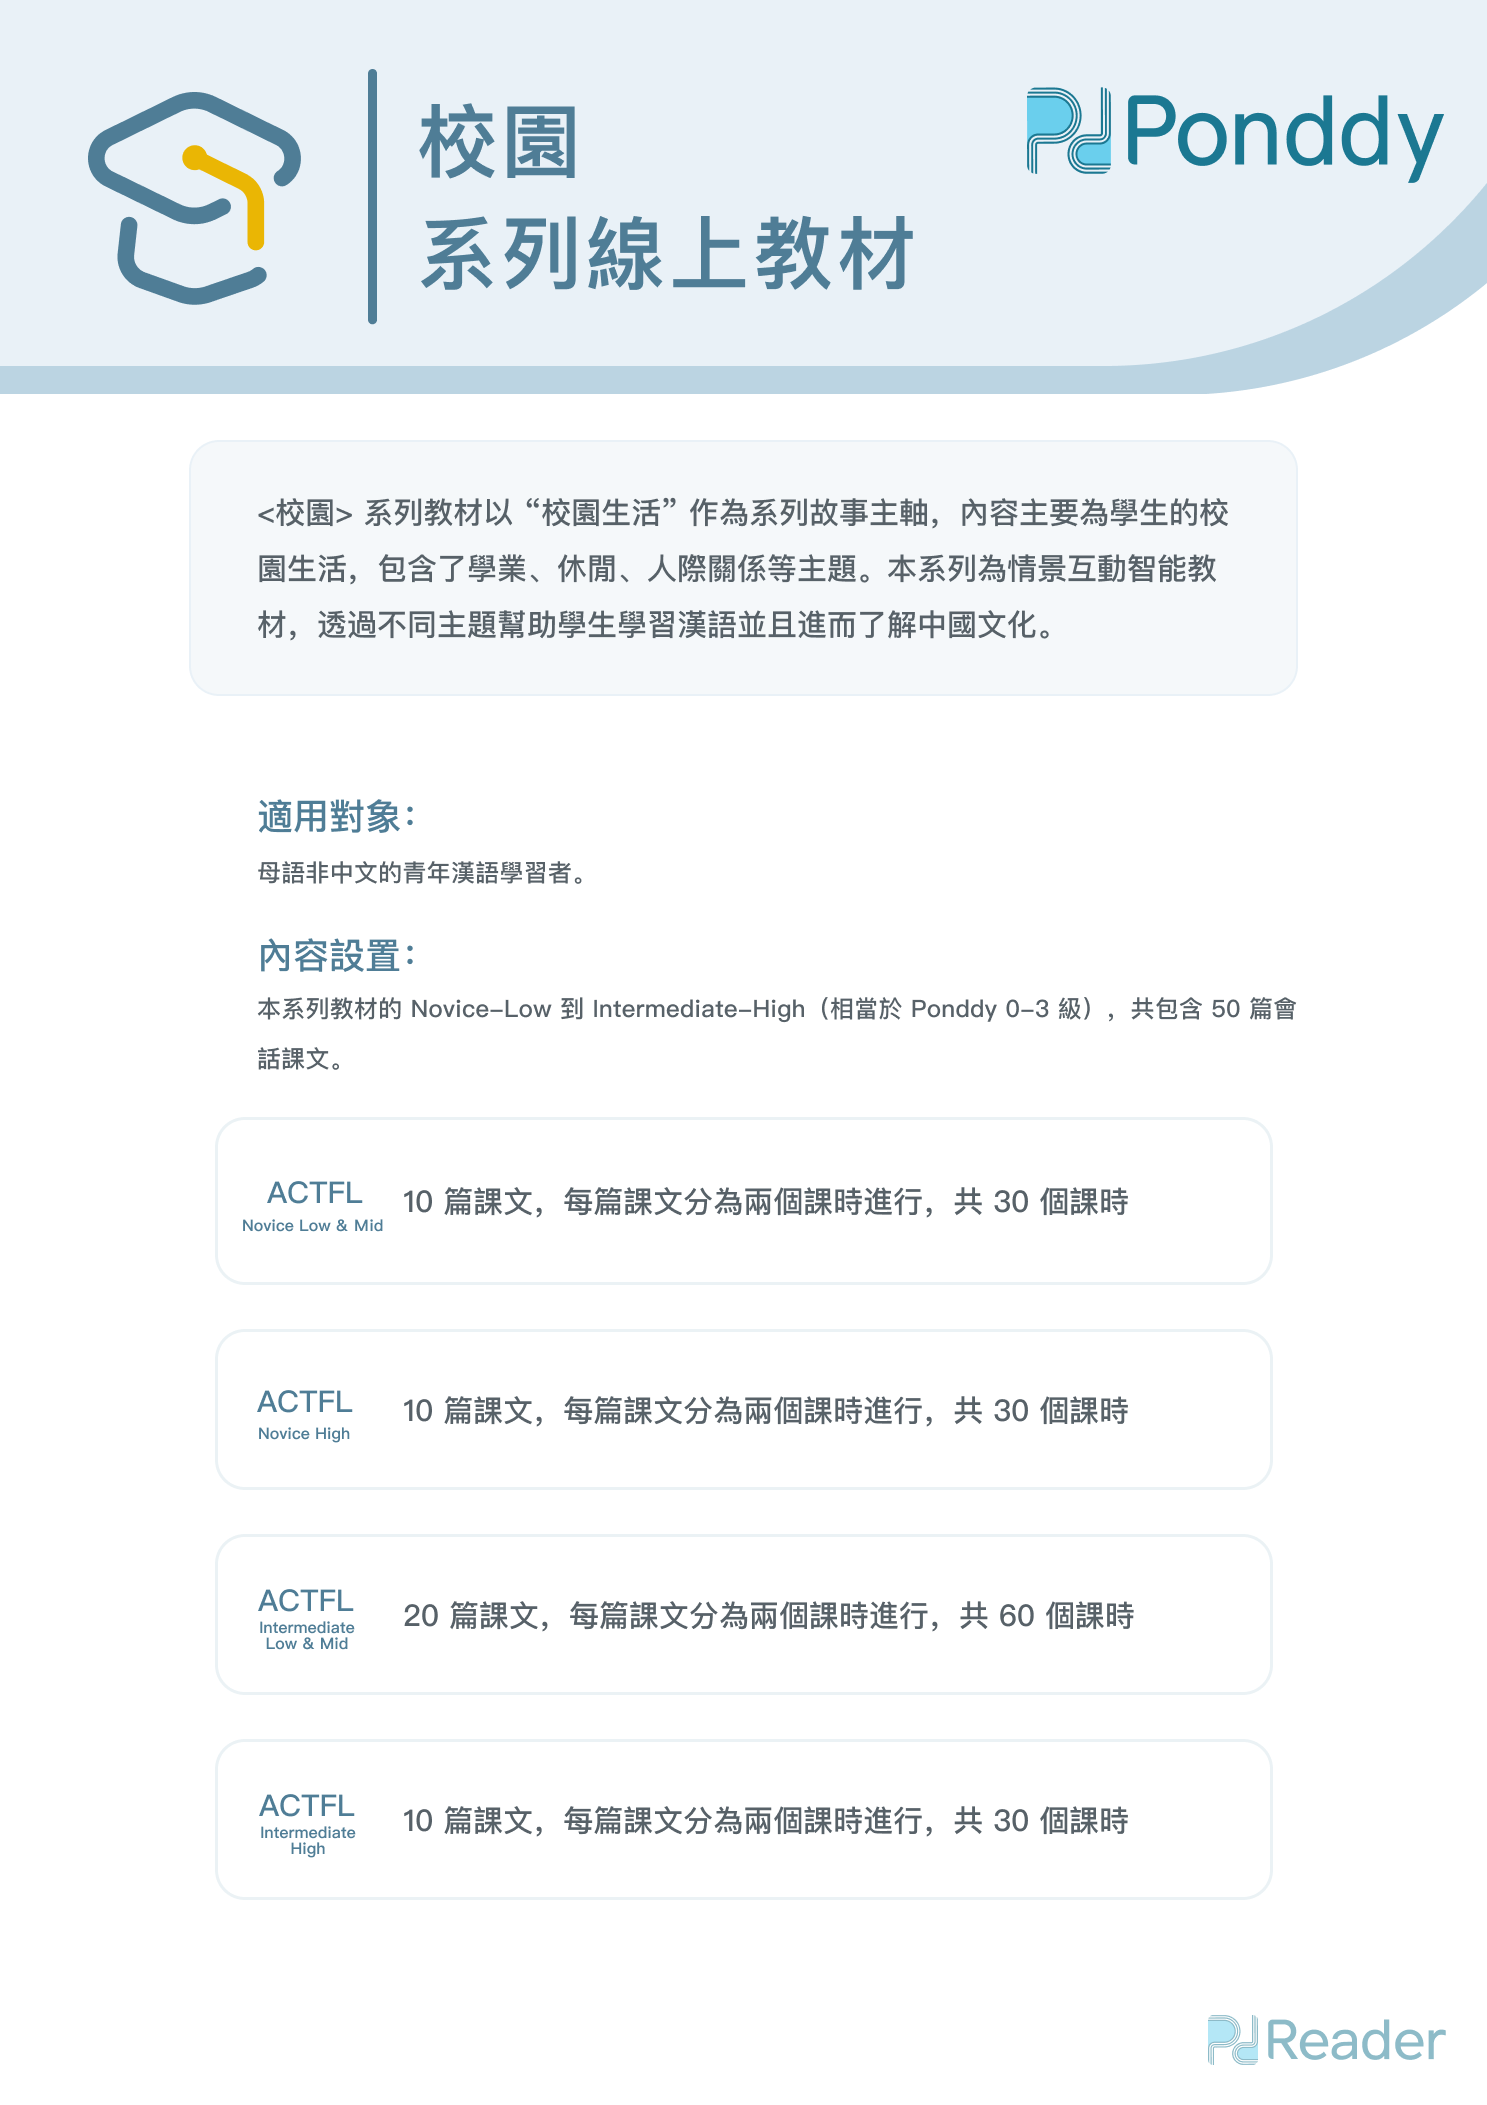 校園
系列線上教材
Ponddy
<校園> 系列教材以 “校園生活” 作為系列故事主軸，內容主要為學生的校
園生活，包含了學業、休閒、人際關係等主題。本系列為情景互動智能教
材，透過不同主題幫助學生學習漢語並且進而了解中國文化。
適用對象：
母語非中文的青年漢語學習者。
內容設置：
本系列教材的 Novice-Low 到 Intermediate-High（相當於 Ponddy 0-3 級），共包含 50 篇會
話課文。
ACTFL
Novice Low & Mid
10 篇課文，每篇課文分為兩個課時進行，共 30 個課時
ACTFL
Novice High
10 篇課文，每篇課文分為兩個課時進行，共 30 個課時
ACTFL
Intermediate
Low & Mid
20 篇課文，每篇課文分為兩個課時進行，共 60 個課時
ACTFL
Intermediate
High
10 篇課文，每篇課文分為兩個課時進行，共 30 個課時
Reader